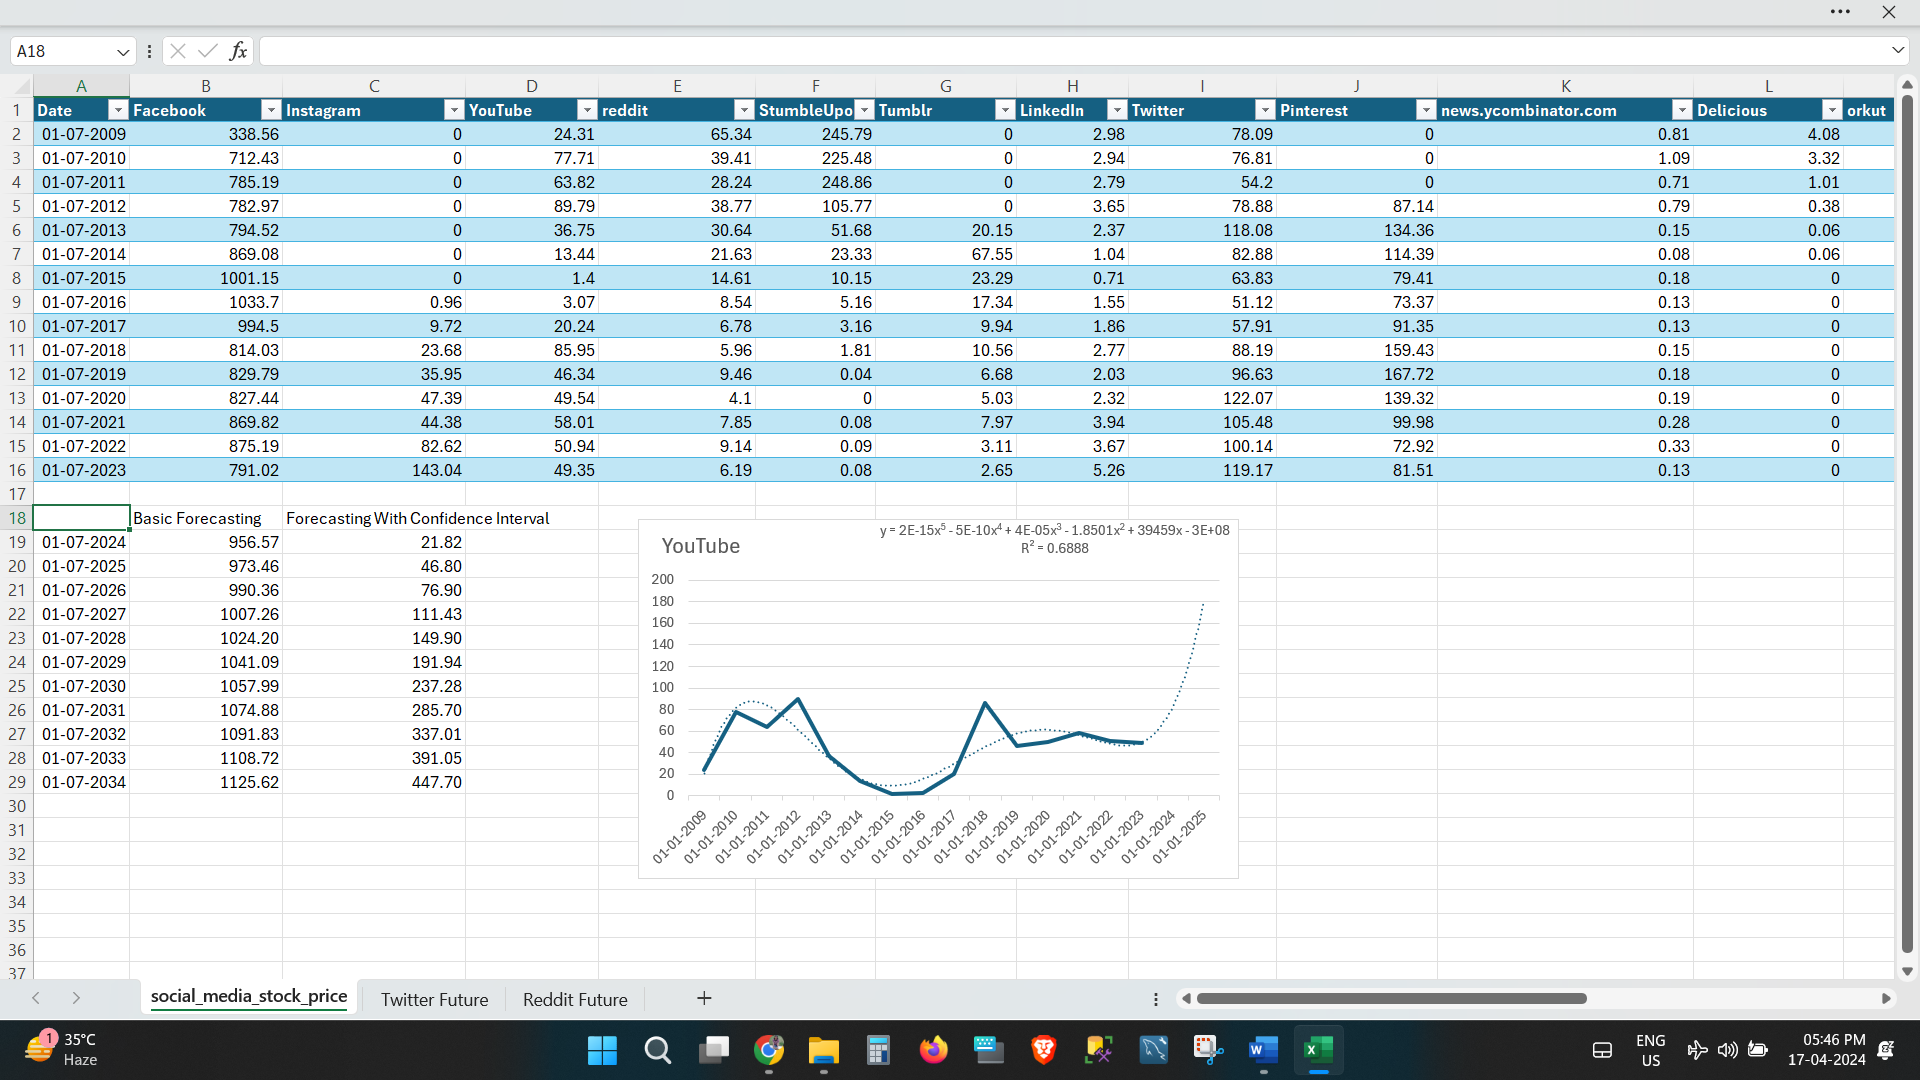 A18
fx
A B C D E F G H I J K L
1 Date Facebook Instagram YouTube reddit StumbleUpo Tumblr LinkedIn Twitter Pinterest news.ycombinator.com Delicious orkut
2 01-07-2009 338.56 0 24.31 65.34 245.79 0 2.98 78.09 0 0.81 4.08
3 01-07-2010 712.43 0 77.71 39.41 225.48 0 2.94 76.81 0 1.09 3.32
4 01-07-2011 785.19 0 63.82 28.24 248.86 0 2.79 54.2 0 0.71 1.01
5 01-07-2012 782.97 0 89.79 38.77 105.77 0 3.65 78.88 87.14 0.79 0.38
6 01-07-2013 794.52 0 36.75 30.64 51.68 20.15 2.37 118.08 134.36 0.15 0.06
7 01-07-2014 869.08 0 13.44 21.63 23.33 67.55 1.04 82.88 114.39 0.08 0.06
8 01-07-2015 1001.15 0 1.4 14.61 10.15 23.29 0.71 63.83 79.41 0.18 0
9 01-07-2016 1033.7 0.96 3.07 8.54 5.16 17.34 1.55 51.12 73.37 0.13 0
10 01-07-2017 994.5 9.72 20.24 6.78 3.16 9.94 1.86 57.91 91.35 0.13 0
11 01-07-2018 814.03 23.68 85.95 5.96 1.81 10.56 2.77 88.19 159.43 0.15 0
12 01-07-2019 829.79 35.95 46.34 9.46 0.04 6.68 2.03 96.63 167.72 0.18 0
13 01-07-2020 827.44 47.39 49.54 4.1 0 5.03 2.32 122.07 139.32 0.19 0
14 01-07-2021 869.82 44.38 58.01 7.85 0.08 7.97 3.94 105.48 99.98 0.28 0
15 01-07-2022 875.19 82.62 50.94 9.14 0.09 3.11 3.67 100.14 72.92 0.33 0
16 01-07-2023 791.02 143.04 49.35 6.19 0.08 2.65 5.26 119.17 81.51 0.13 0
17
18 Basic Forecasting Forecasting With Confidence Interval
19 01-07-2024 956.57 21.82
20 01-07-2025 973.46 46.80
21 01-07-2026 990.36 76.90
22 01-07-2027 1007.26 111.43
23 01-07-2028 1024.20 149.90
24 01-07-2029 1041.09 191.94
25 01-07-2030 1057.99 237.28
26 01-07-2031 1074.88 285.70
27 01-07-2032 1091.83 337.01
28 01-07-2033 1108.72 391.05
29 01-07-2034 1125.62 447.70
30
31
32
33
34
35
36
37
y = 2E-15x⁵ - 5E-10x⁴ + 4E-05x³ - 1.8501x² + 39459x - 3E+08
R² = 0.6888
YouTube
200
180
160
140
120
100
80
60
40
20
0
01-01-2009 01-01-2010 01-01-2011 01-01-2012 01-01-2013 01-01-2014 01-01-2015 01-01-2016 01-01-2017 01-01-2018 01-01-2019 01-01-2020 01-01-2021 01-01-2022 01-01-2023 01-01-2024 01-01-2025
social_media_stock_price Twitter Future Reddit Future
1
35°C
Haze
ENG
US
05:46 PM
17-04-2024